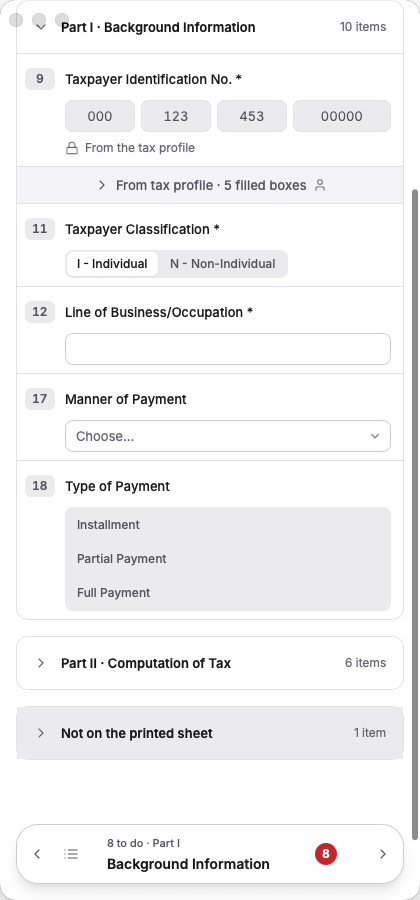 Part I · Background Information
10 items
9
Taxpayer Identification No. *
000
123
453
00000
From the tax profile
From tax profile · 5 filled boxes
11
Taxpayer Classification *
I - Individual
N - Non-Individual
12
Line of Business/Occupation *
17
Manner of Payment
Choose...
18
Type of Payment
Installment
Partial Payment
Full Payment
Part II · Computation of Tax
6 items
Not on the printed sheet
1 item
8 to do · Part I
Background Information
8